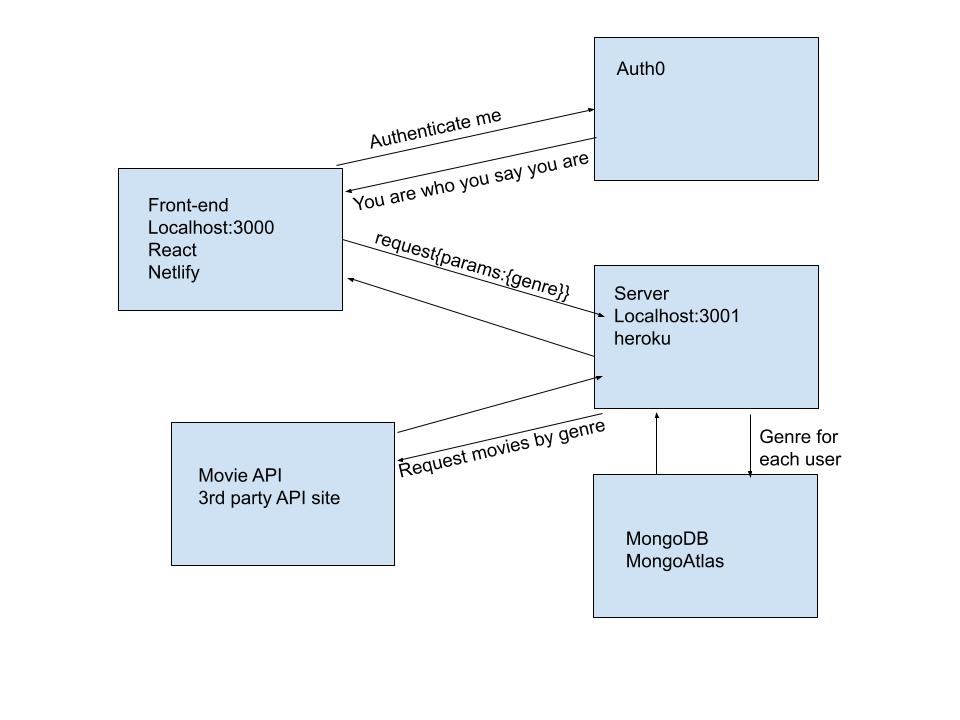 Auth0
Authenticate me
You are who you say you are
Front-end
Localhost:3000
React
Netlify
request{params:{genre}}
Server
Localhost:3001
heroku
Request movies by genre
Genre for
each user
Movie API
3rd party API site
MongoDB
MongoAtlas